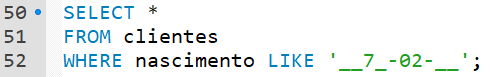 50 SELECT *
51 FROM clientes
52 WHERE nascimento LIKE '__7_-02-__';